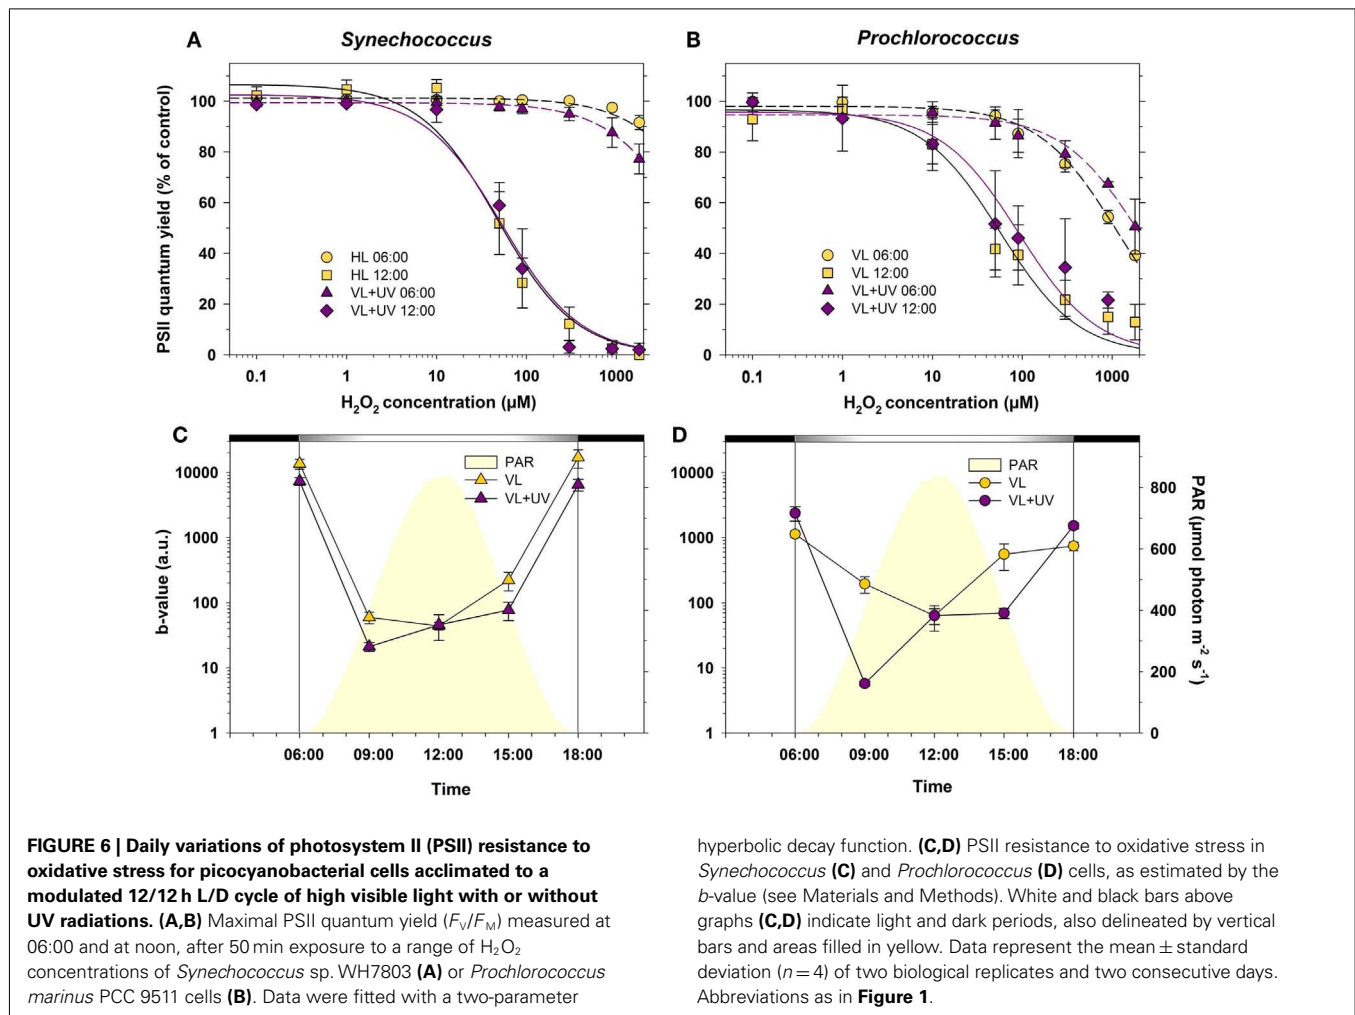 A
Synechococcus
PSII quantum yield (% of control)
100
80
60
40
20
0
HL 06:00
HL 12:00
VL+UV 06:00
VL+UV 12:00
0.1 1 10 100 1000
H₂O₂ concentration (µM)
B
Prochlorococcus
100
80
60
40
20
0
VL 06:00
VL 12:00
VL+UV 06:00
VL+UV 12:00
0.1 1 10 100 1000
H₂O₂ concentration (µM)
C
b-value (a.u.)
10000
1000
100
10
1
PAR
VL
VL+UV
06:00 09:00 12:00 15:00 18:00
Time
D
PAR
VL
VL+UV
800
600
400
200
0
PAR (µmol photon m⁻² s⁻¹)
06:00 09:00 12:00 15:00 18:00
Time
FIGURE 6 | Daily variations of photosystem II (PSII) resistance to
oxidative stress for picocyanobacterial cells acclimated to a
modulated 12/12 h L/D cycle of high visible light with or without
UV radiations. (A,B) Maximal PSII quantum yield (Fᵥ/Fₘ) measured at
06:00 and at noon, after 50 min exposure to a range of H₂O₂
concentrations of Synechococcus sp. WH7803 (A) or Prochlorococcus
marinus PCC 9511 cells (B). Data were fitted with a two-parameter
hyperbolic decay function. (C,D) PSII resistance to oxidative stress in
Synechococcus (C) and Prochlorococcus (D) cells, as estimated by the
b-value (see Materials and Methods). White and black bars above
graphs (C,D) indicate light and dark periods, also delineated by vertical
bars and areas filled in yellow. Data represent the mean ± standard
deviation (n = 4) of two biological replicates and two consecutive days.
Abbreviations as in Figure 1.